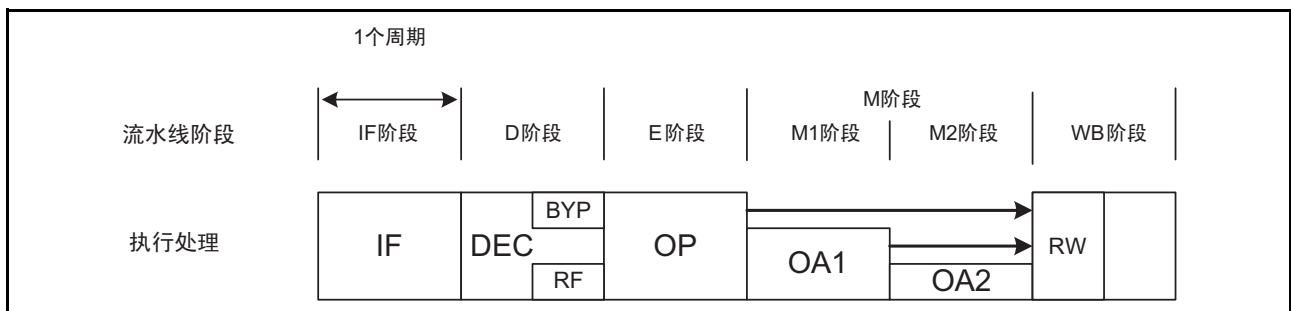 1个周期
M阶段
流水线阶段 IF阶段 D阶段 E阶段 M1阶段 M2阶段 WB阶段
BYP
执行处理 IF DEC OP OA1 RW
RF OA2